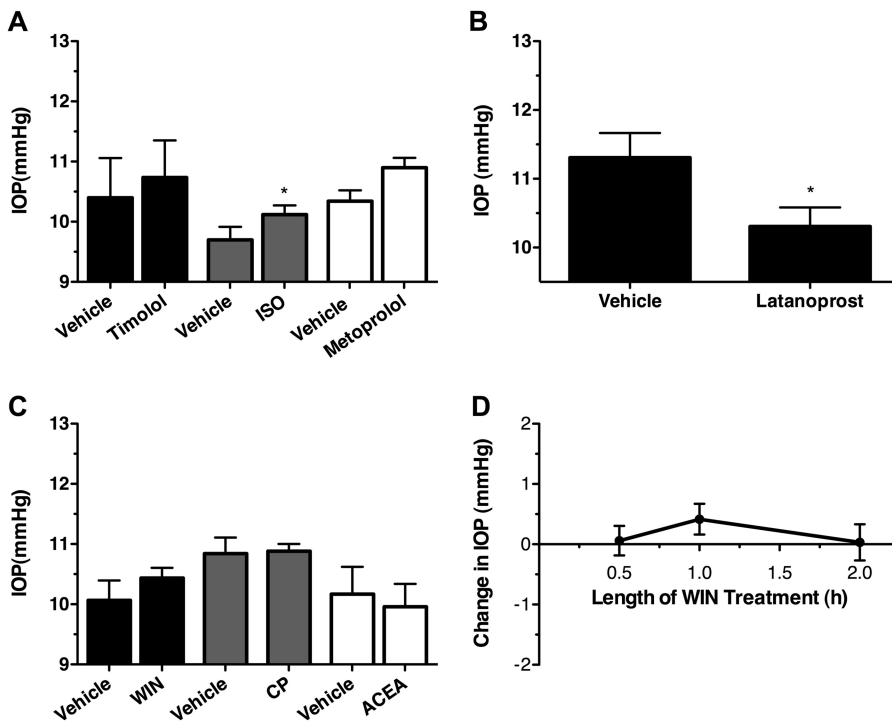 A
IOP(mmHg)
13
12
11
10
9
*
Vehicle
Timolol
Vehicle
ISO
Vehicle
Metoprolol
B
IOP (mmHg)
13
12
11
10
*
Vehicle
Latanoprost
C
IOP(mmHg)
13
12
11
10
9
Vehicle
WIN
Vehicle
CP
Vehicle
ACEA
D
Change in IOP (mmHg)
2
1
0
-1
-2
0.5 1.0 1.5 2.0
Length of WIN Treatment (h)